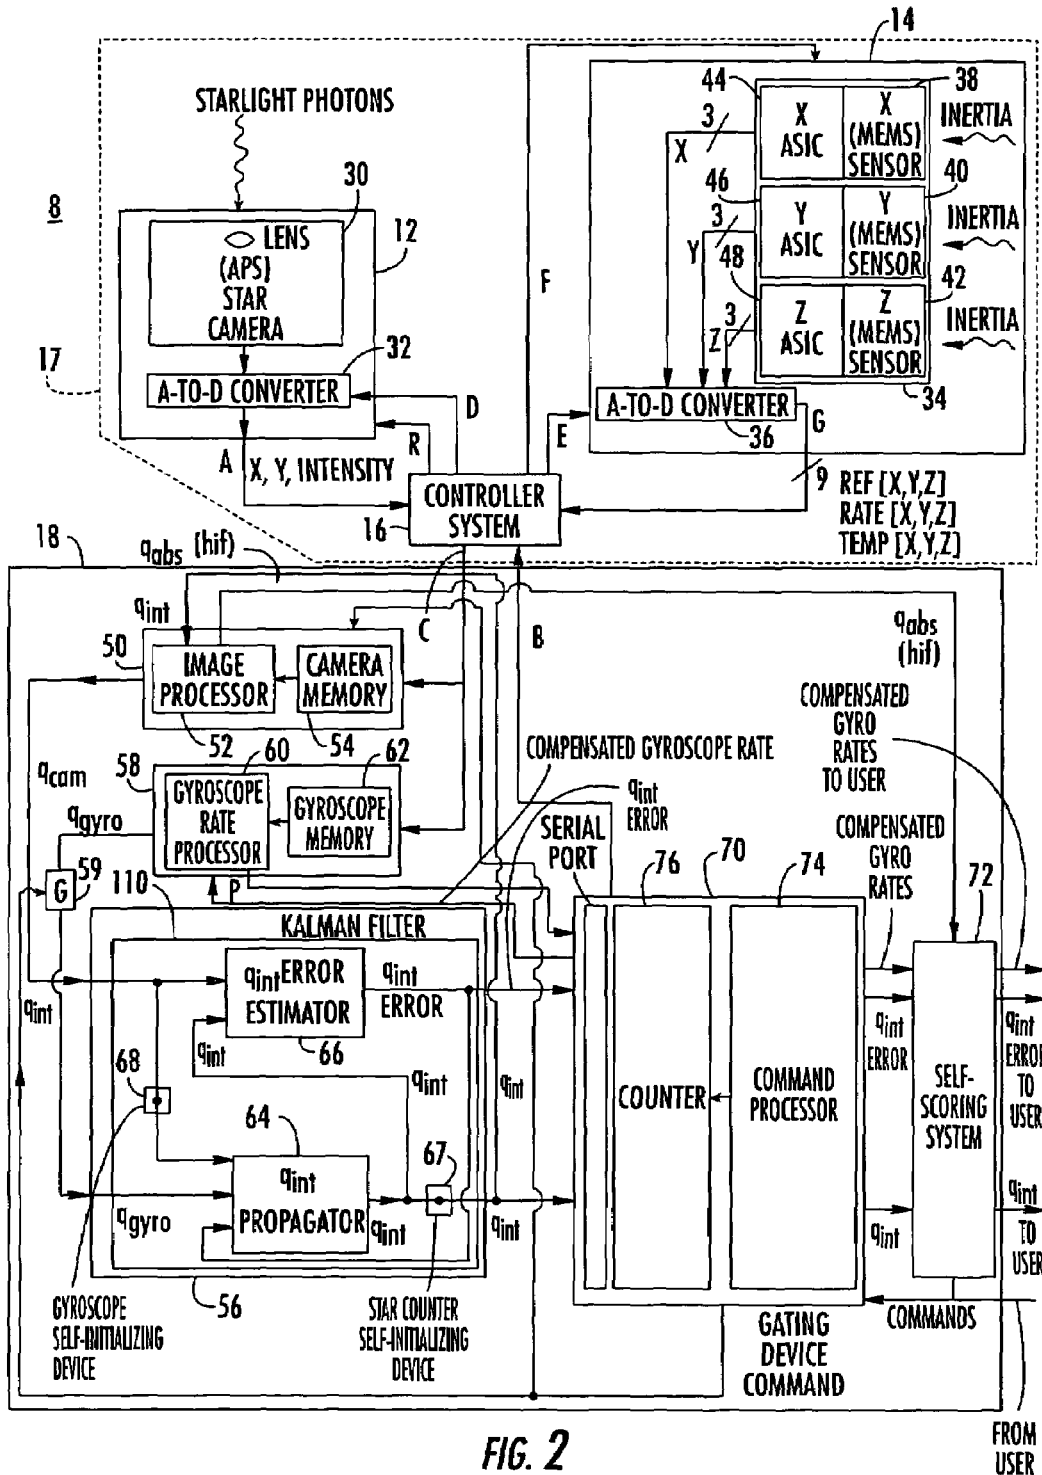 14
STARLIGHT PHOTONS
44
38
X
ASIC
X
(MEMS)
SENSOR
INERTIA
3
X
46
40
Y
ASIC
Y
(MEMS)
SENSOR
INERTIA
3
Y
48
42
Z
ASIC
Z
(MEMS)
SENSOR
INERTIA
3
Z
34
8
30
LENS
(APS)
STAR
CAMERA
12
F
17
32
A-TO-D CONVERTER
D
R
E
A-TO-D CONVERTER
36
G
A
X, Y, INTENSITY
CONTROLLER
SYSTEM
16
9
REF [X,Y,Z]
RATE [X,Y,Z]
TEMP [X,Y,Z]
18
qabs
(hif)
qint
C
B
50
IMAGE
PROCESSOR
CAMERA
MEMORY
52
54
qabs
(hif)
COMPENSATED
GYRO
RATES
TO USER
qcam
58
60
62
GYROSCOPE
RATE
PROCESSOR
GYROSCOPE
MEMORY
COMPENSATED GYROSCOPE RATE
qint
ERROR
qgyro
G
59
P
SERIAL
PORT
76
70
74
COMPENSATED
GYRO
RATES
72
110
KALMAN FILTER
qint ERROR
ESTIMATOR
66
qint
ERROR
qint
qint
qint
qint
68
64
qint
PROPAGATOR
67
qgyro
qint
qint
COUNTER
COMMAND
PROCESSOR
qint
ERROR
SELF-
SCORING
SYSTEM
qint
ERROR
TO
USER
qint
qint
TO
USER
56
GYROSCOPE
SELF-INITIALIZING
DEVICE
STAR COUNTER
SELF-INITIALIZING
DEVICE
GATING
DEVICE
COMMAND
COMMANDS
FROM
USER
FIG. 2